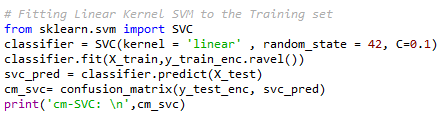 # Fitting Linear Kernel SVM to the Training set
from sklearn.svm import SVC
classifier = SVC(kernel = 'linear' , random_state = 42, C=0.1)
classifier.fit(X_train,y_train_enc.ravel())
svc_pred = classifier.predict(X_test)
cm_svc= confusion_matrix(y_test_enc, svc_pred)
print('cm-SVC: \n',cm_svc)